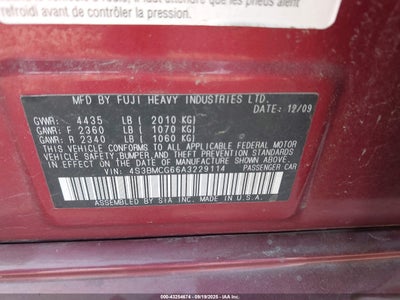 refroidi avant de contrôler la pression.
MFD. BY FUJI HEAVY INDUSTRIES LTD.
DATE: 12/09
GVWR: 4435 LB ( 2010 KG)
GAWR: F 2360 LB ( 1070 KG)
GAWR: R 2340 LB ( 1060 KG)
THIS VEHICLE CONFORMS TO ALL APPLICABLE FEDERAL MOTOR
VEHICLE SAFETY, BUMPER, AND THEFT PREVENTION STANDARDS
IN EFFECT ON THE DATE OF MANUFACTURE SHOWN ABOVE.
VIN: 4S3BMCG66A3229114 PASSENGER CAR
ASSEMBLED BY SIA INC. MADE IN U.S.A.
000-43254674 - (09/19/2025) - IAAI.COM